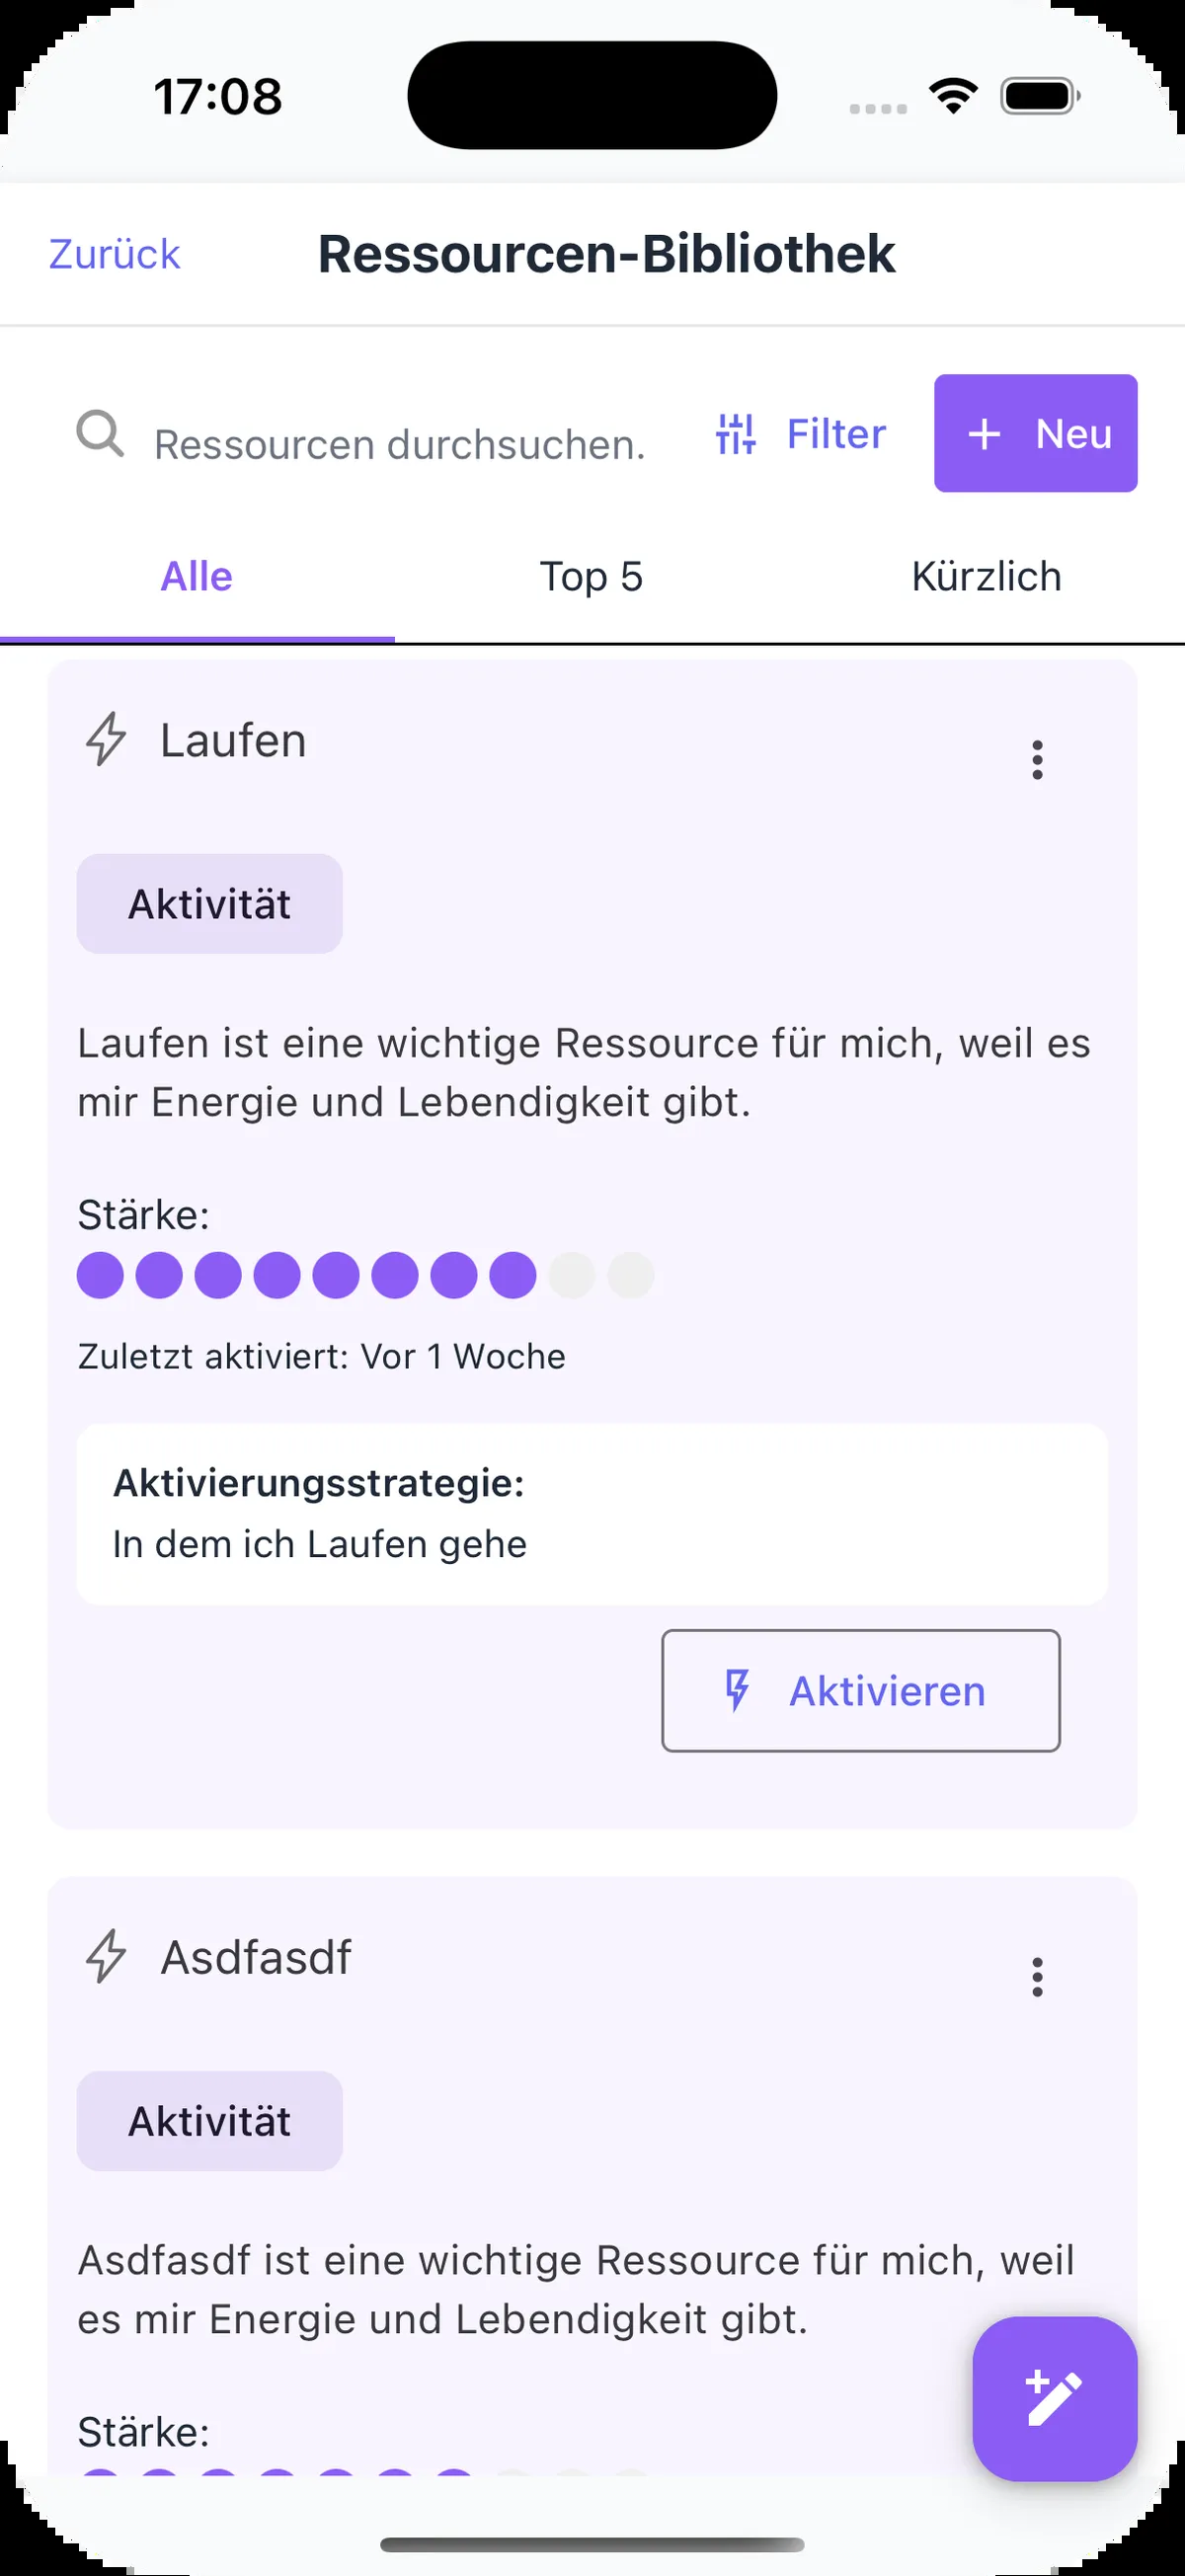 17:08
Zurück
Ressourcen-Bibliothek
Ressourcen durchsuchen.
Filter
+ Neu
Alle
Top 5
Kürzlich
Laufen
Aktivität
Laufen ist eine wichtige Ressource für mich, weil es
mir Energie und Lebendigkeit gibt.
Stärke:
Zuletzt aktiviert: Vor 1 Woche
Aktivierungsstrategie:
In dem ich Laufen gehe
Aktivieren
Asdfasdf
Aktivität
Asdfasdf ist eine wichtige Ressource für mich, weil
es mir Energie und Lebendigkeit gibt.
Stärke: